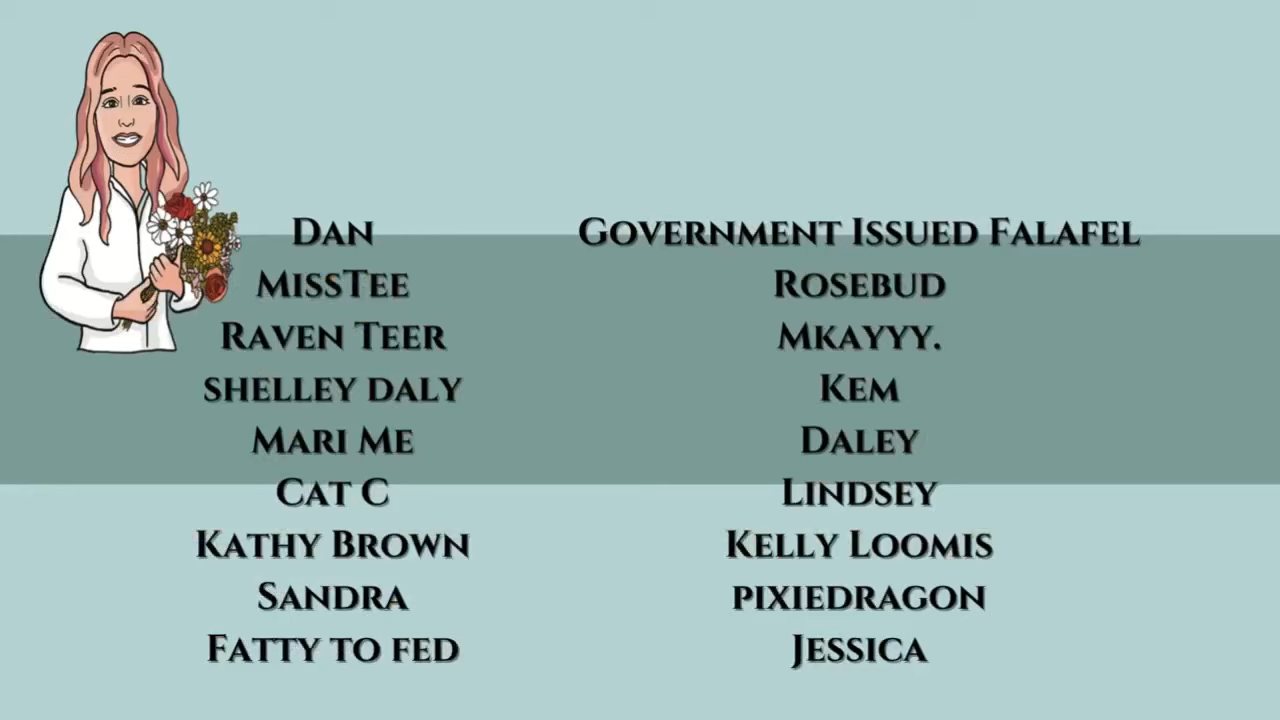 Dan
MissTee
Raven Teer
shelley daly
Mari Me
Cat C
Kathy Brown
Sandra
Fatty to fed
Government Issued Falafel
Rosebud
Mkayyy.
Kem
Daley
Lindsey
Kelly Loomis
pixiedragon
Jessica